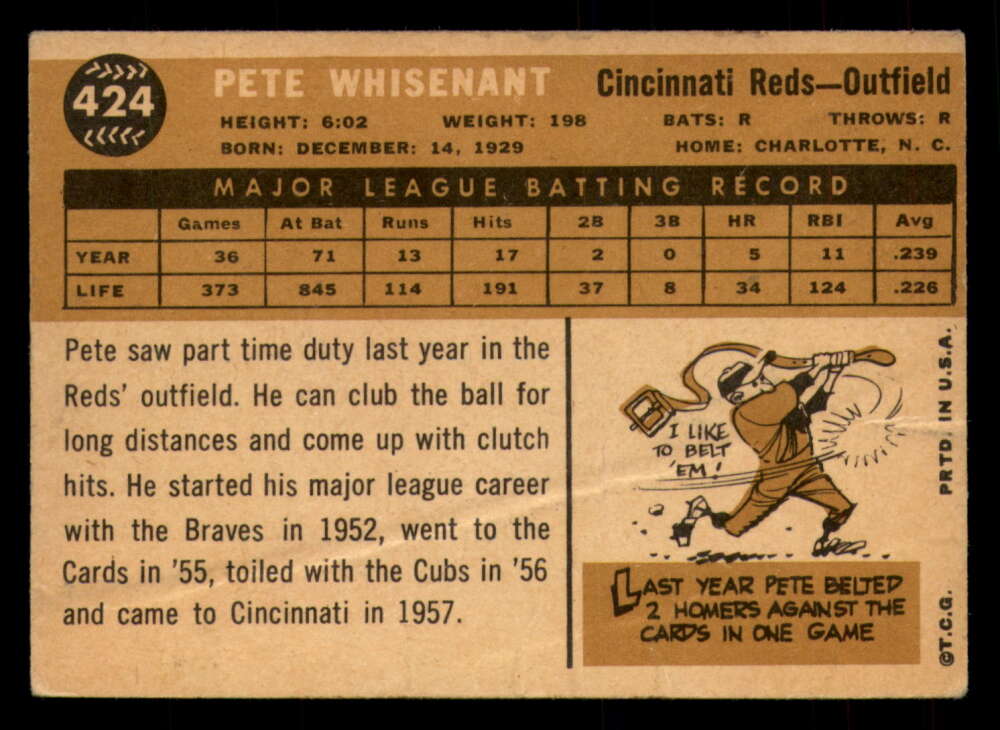 424
PETE WHISENANT Cincinnati Reds—Outfield
HEIGHT: 6:02 WEIGHT: 198 BATS: R THROWS: R
BORN: DECEMBER: 14, 1929 HOME: CHARLOTTE, N. C.
MAJOR LEAGUE BATTING RECORD
Games At Bat Runs Hits 2B 3B HR RBI Avg
YEAR 36 71 13 17 2 0 5 11 .239
LIFE 373 845 114 191 37 8 34 124 .226
Pete saw part time duty last year in the
Reds' outfield. He can club the ball for
long distances and come up with clutch
hits. He started his major league career
with the Braves in 1952, went to the
Cards in '55, toiled with the Cubs in '56
and came to Cincinnati in 1957.
I LIKE
TO BELT
'EM!
LAST YEAR PETE BELTED
2 HOMERS AGAINST THE
CARDS IN ONE GAME
©T.C.G. PRTD. IN U.S.A.